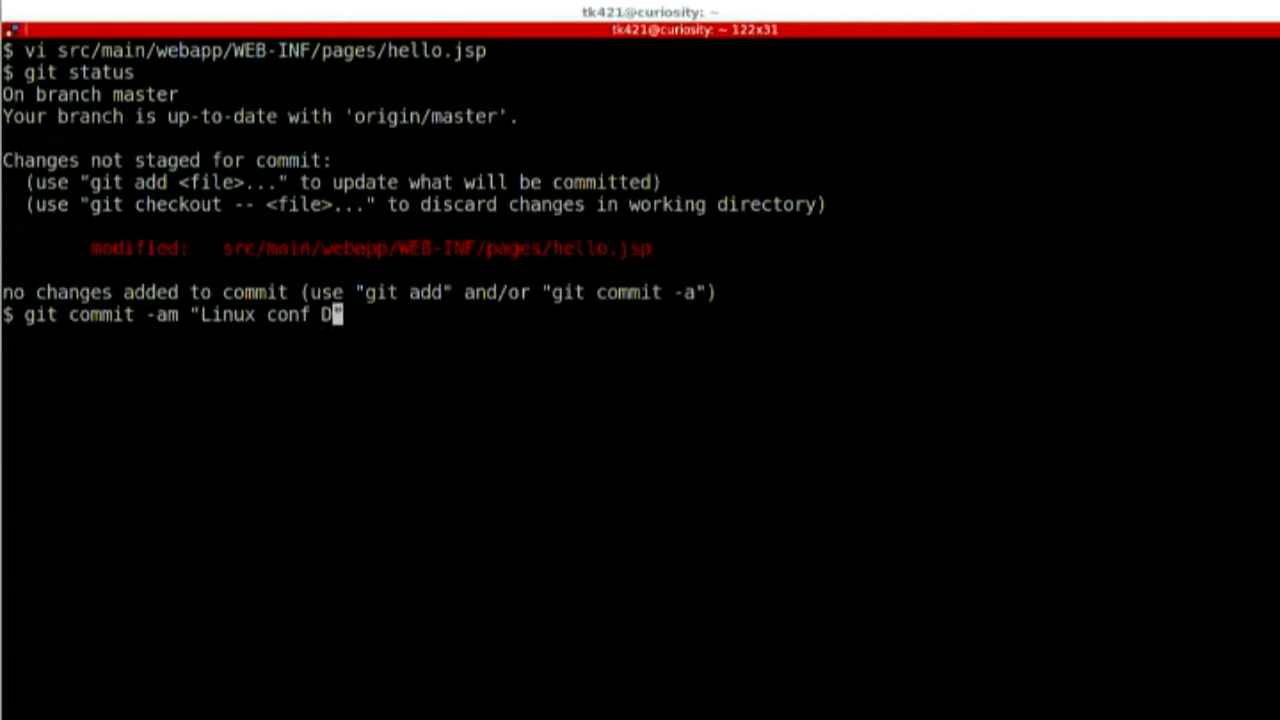 tk421@curiosity: ~
tk421@curiosity: ~ 122x31
$ vi src/main/webapp/WEB-INF/pages/hello.jsp
$ git status
On branch master
Your branch is up-to-date with 'origin/master'.
Changes not staged for commit:
(use "git add <file>..." to update what will be committed)
(use "git checkout -- <file>..." to discard changes in working directory)
modified: src/main/webapp/WEB-INF/pages/hello.jsp
no changes added to commit (use "git add" and/or "git commit -a")
$ git commit -am "Linux conf D"